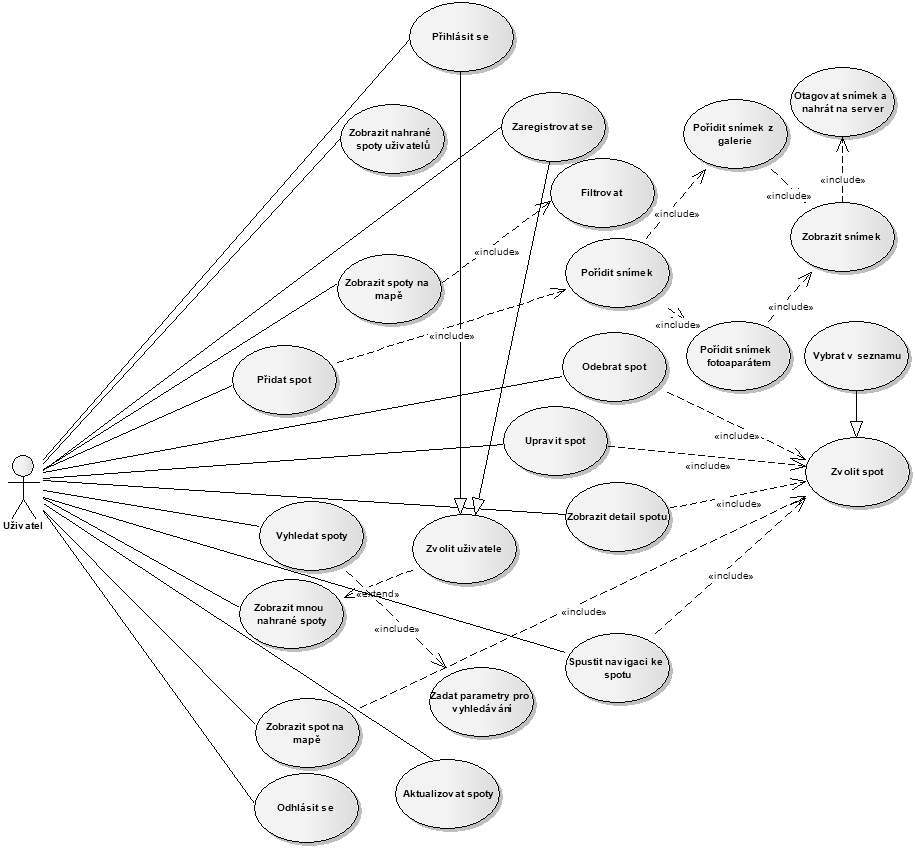 Přihlásit se
Otagovat snímek a
nahrát na server
Zobrazit nahrané
spoty uživatelů
Zaregistrovat se
Pořídit snímek z
galerie
«include»
Filtrovat
«include»
«include»
Zobrazit snímek
«include»
Zobrazit spoty na
mapě
Pořídit snímek
«include»
«include»
«include»
Pořídit snímek
fotoaparátem
Vybrat v seznamu
Přidat spot
Odebrat spot
Upravit spot
«include»
«include»
Zvolit spot
Uživatel
Zobrazit detail spotu
«include»
Vyhledat spoty
Zvolit uživatele
«extend»
«include»
Zobrazit mnou
nahrané spoty
«include»
«include»
Spustit navigaci ke
spotu
Zadat parametry pro
vyhledávání
Zobrazit spot na
mapě
Aktualizovat spoty
Odhlásit se